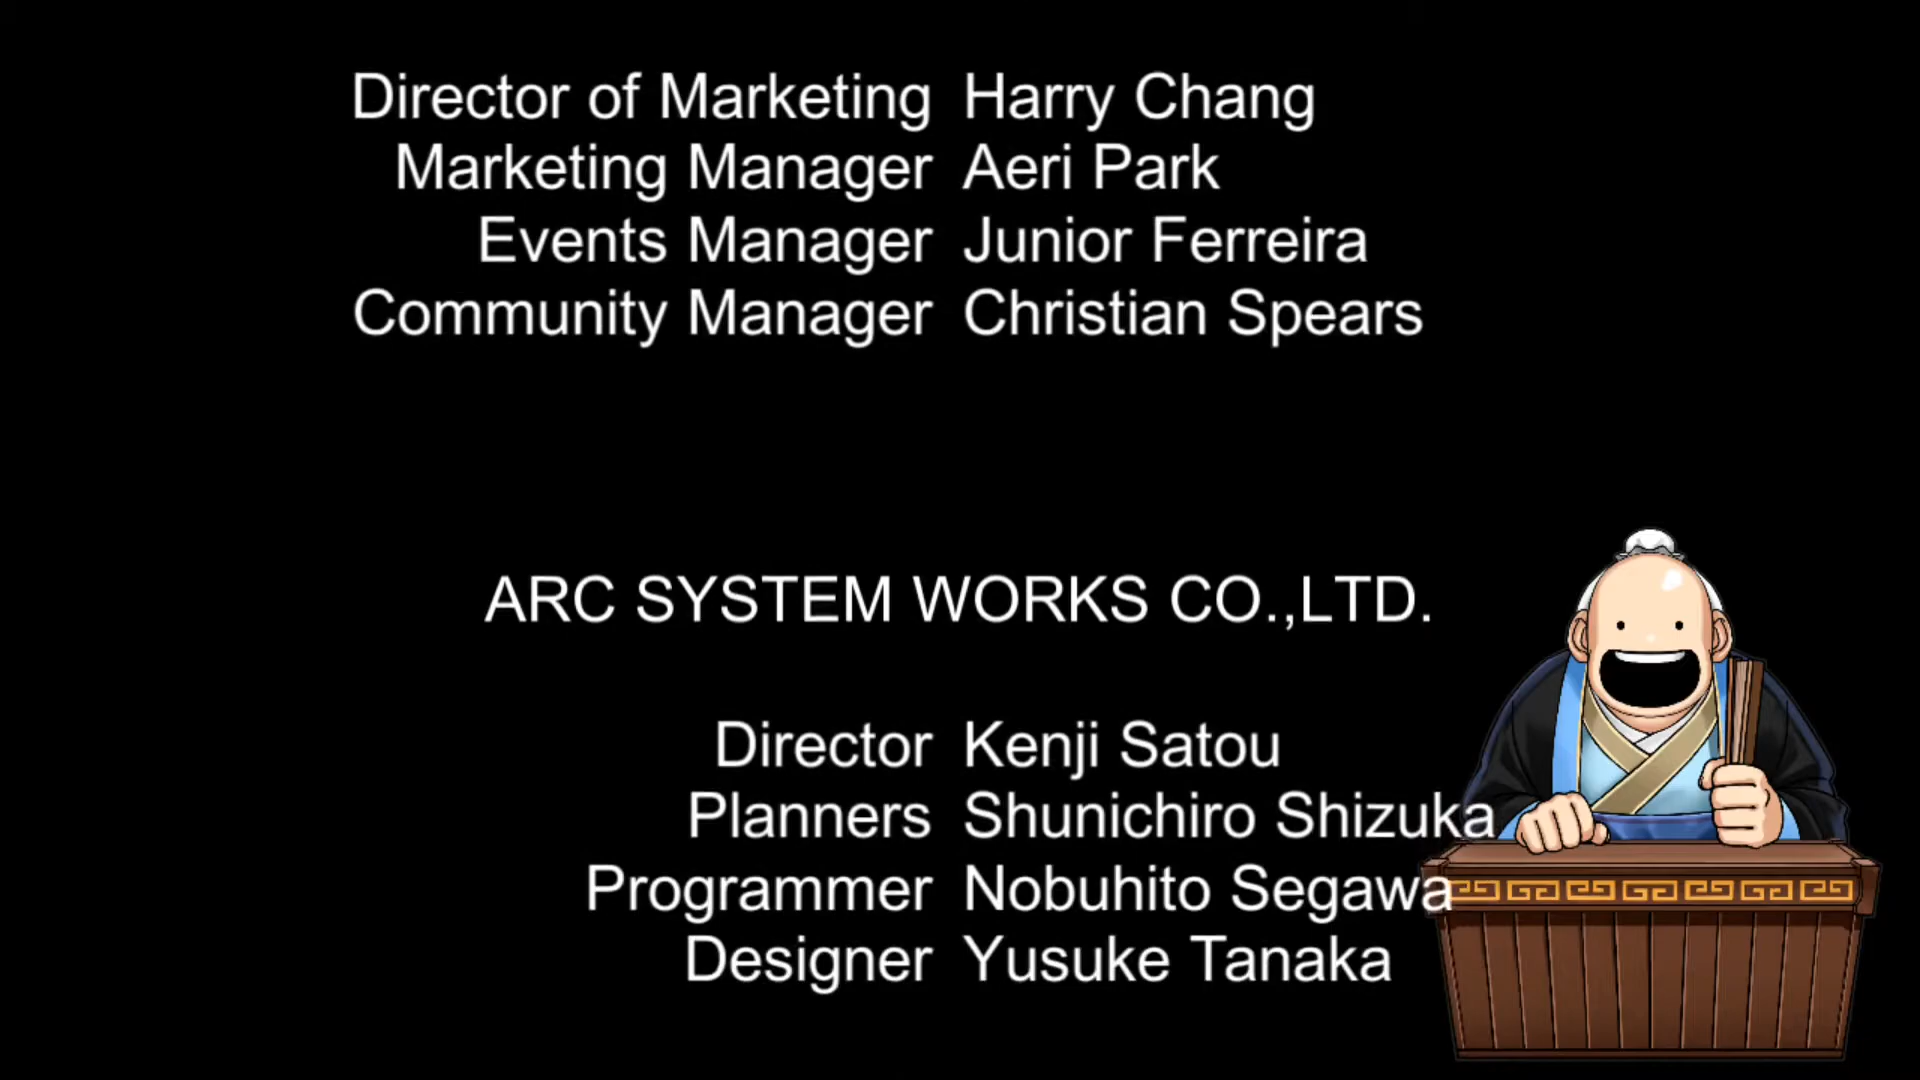 Director of Marketing Harry Chang
Marketing Manager Aeri Park
Events Manager Junior Ferreira
Community Manager Christian Spears
ARC SYSTEM WORKS CO.,LTD.
Director Kenji Satou
Planners Shunichiro Shizuka
Programmer Nobuhito Segawa
Designer Yusuke Tanaka